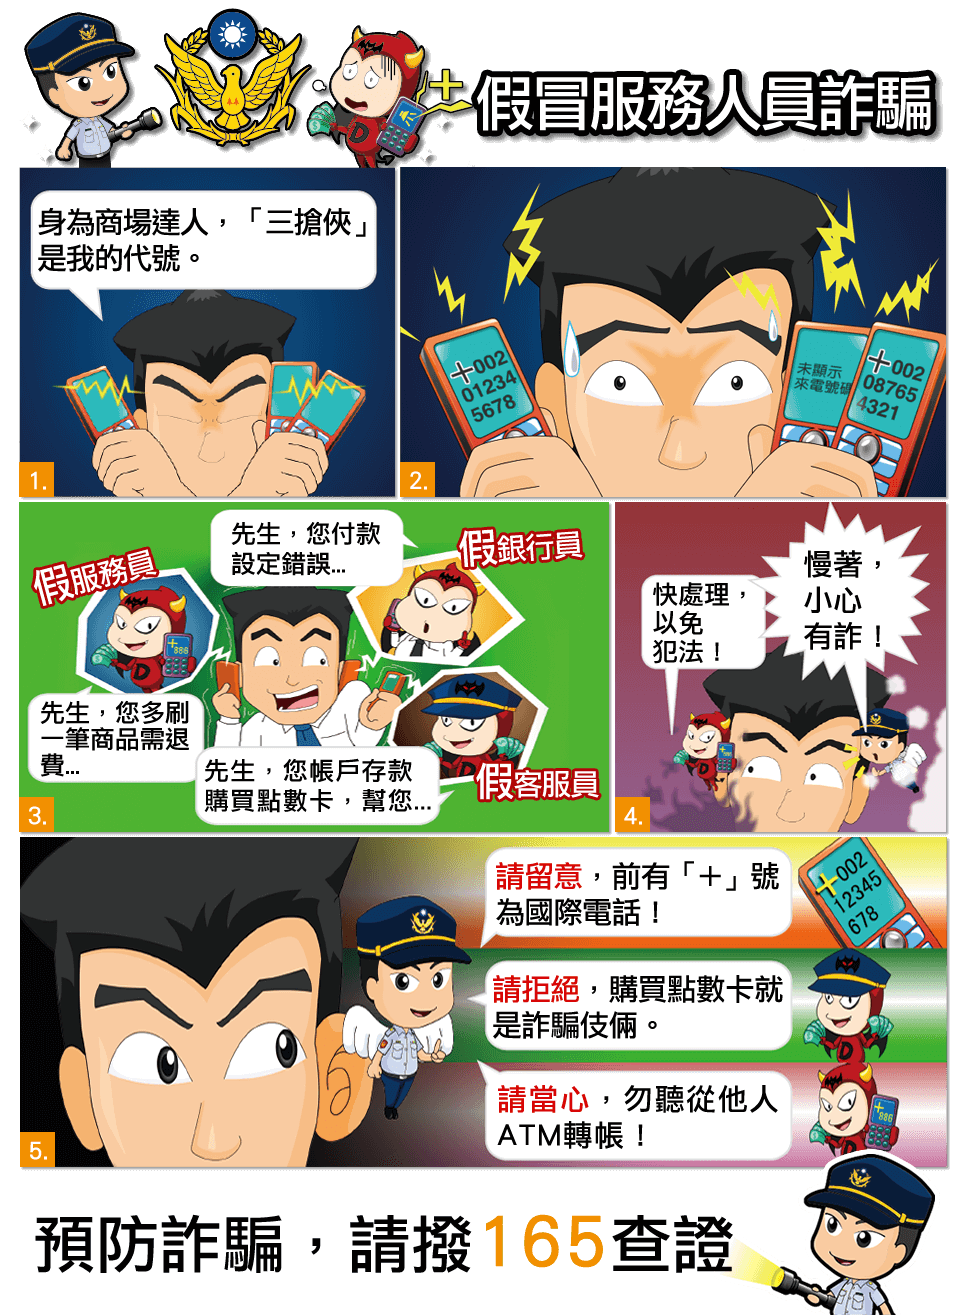 假冒服務人員詐騙
身為商場達人，「三搶俠」
是我的代號。
1.
+002
01234
5678
未顯示
來電號碼
+002
08765
4321
2.
假服務員
先生，您付款
設定錯誤...
假銀行員
先生，您多刷
一筆商品需退
費...
先生，您帳戶存款
購買點數卡，幫您...
假客服員
+886
D
3.
快處理，
以免
犯法！
慢著，
小心
有詐！
4.
請留意，前有「＋」號
為國際電話！
+002
12345
678
請拒絕，購買點數卡就
是詐騙伎倆。
D
請當心，勿聽從他人
ATM轉帳！
+886
D
5.
預防詐騙，請撥165查證